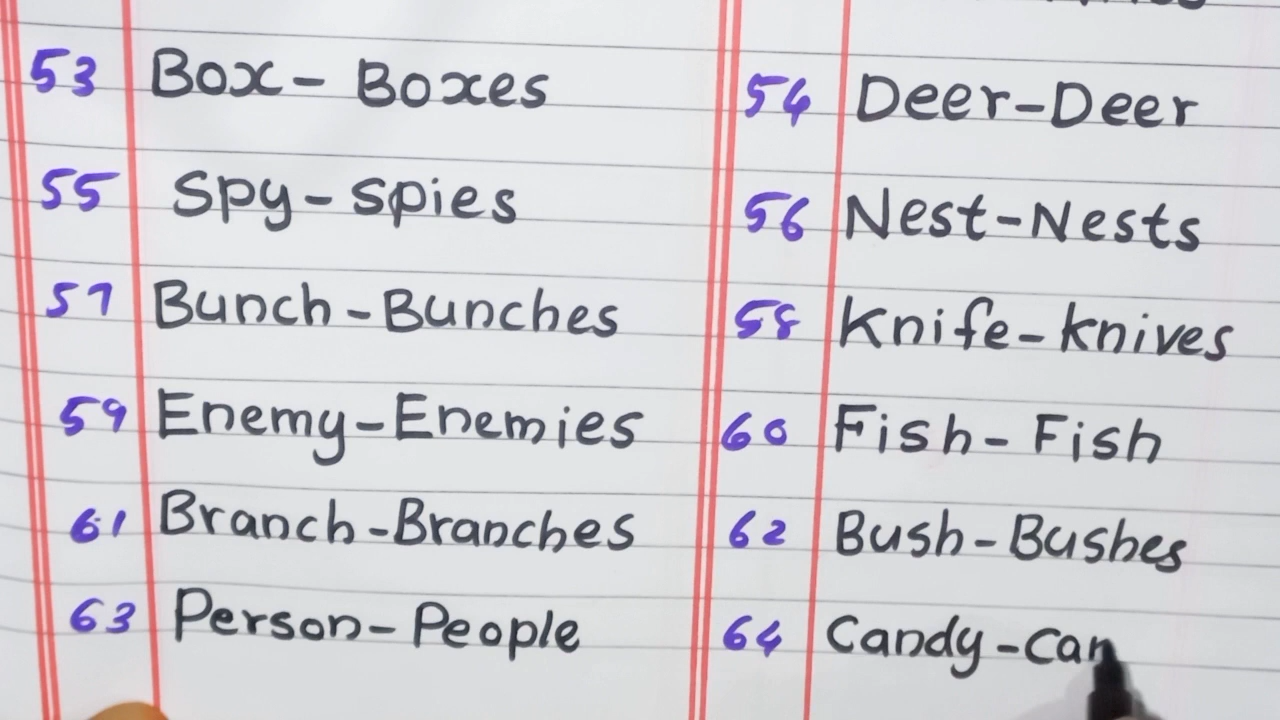 53 Box - Boxes
54 Deer-Deer
55 Spy - spies
56 Nest-Nests
57 Bunch - Bunches
58 Knife - knives
59 Enemy-Enemies
60 Fish - Fish
61 Branch-Branches
62 Bush - Bushes
63 Person - People
64 Candy - Can